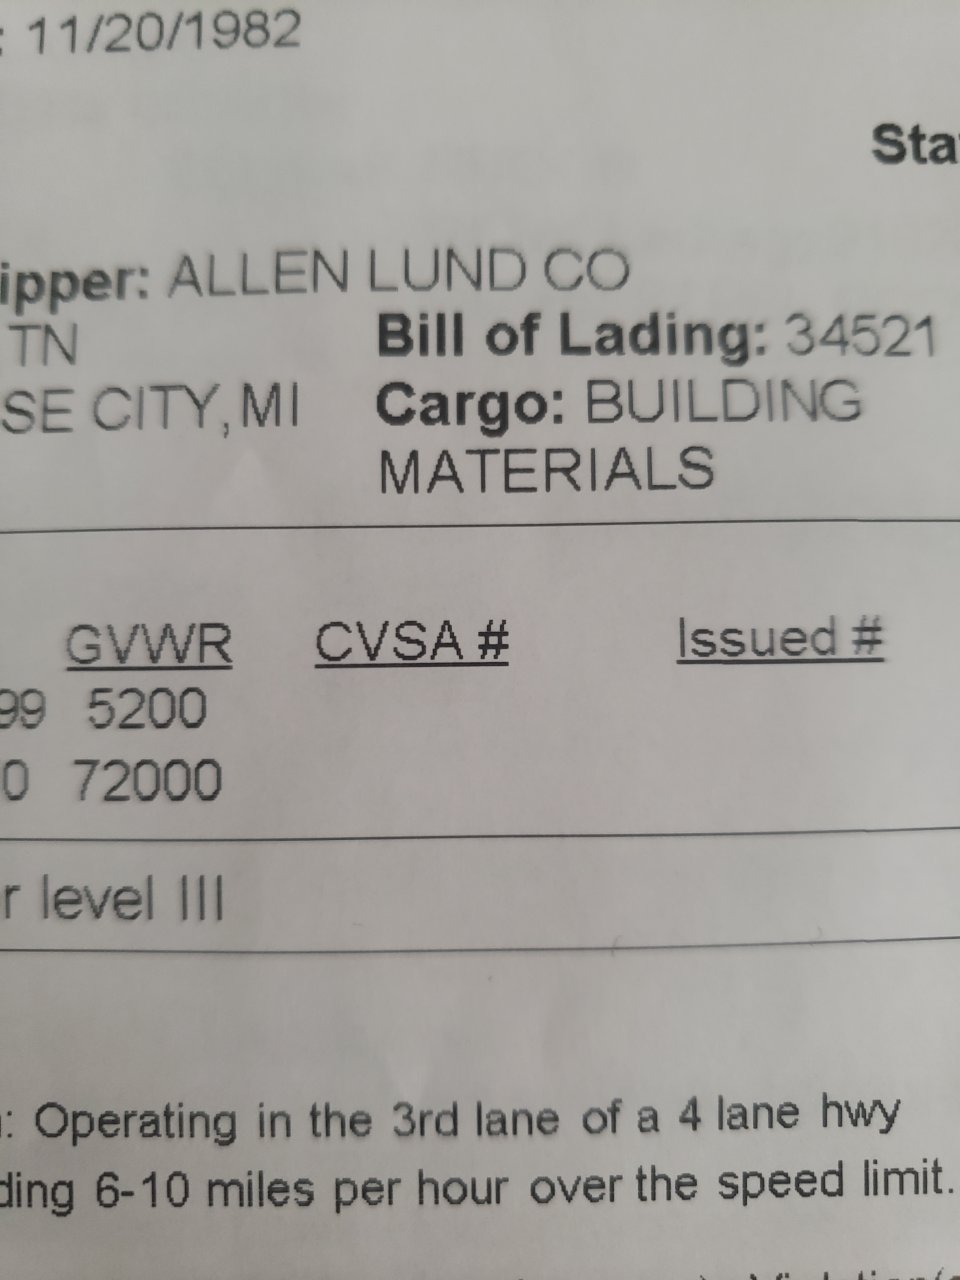 : 11/20/1982
Sta
ipper: ALLEN LUND CO
TN Bill of Lading: 34521
SE CITY, MI Cargo: BUILDING
MATERIALS
GVWR CVSA # Issued #
99 5200
0 72000
r level III
: Operating in the 3rd lane of a 4 lane hwy
ding 6-10 miles per hour over the speed limit.